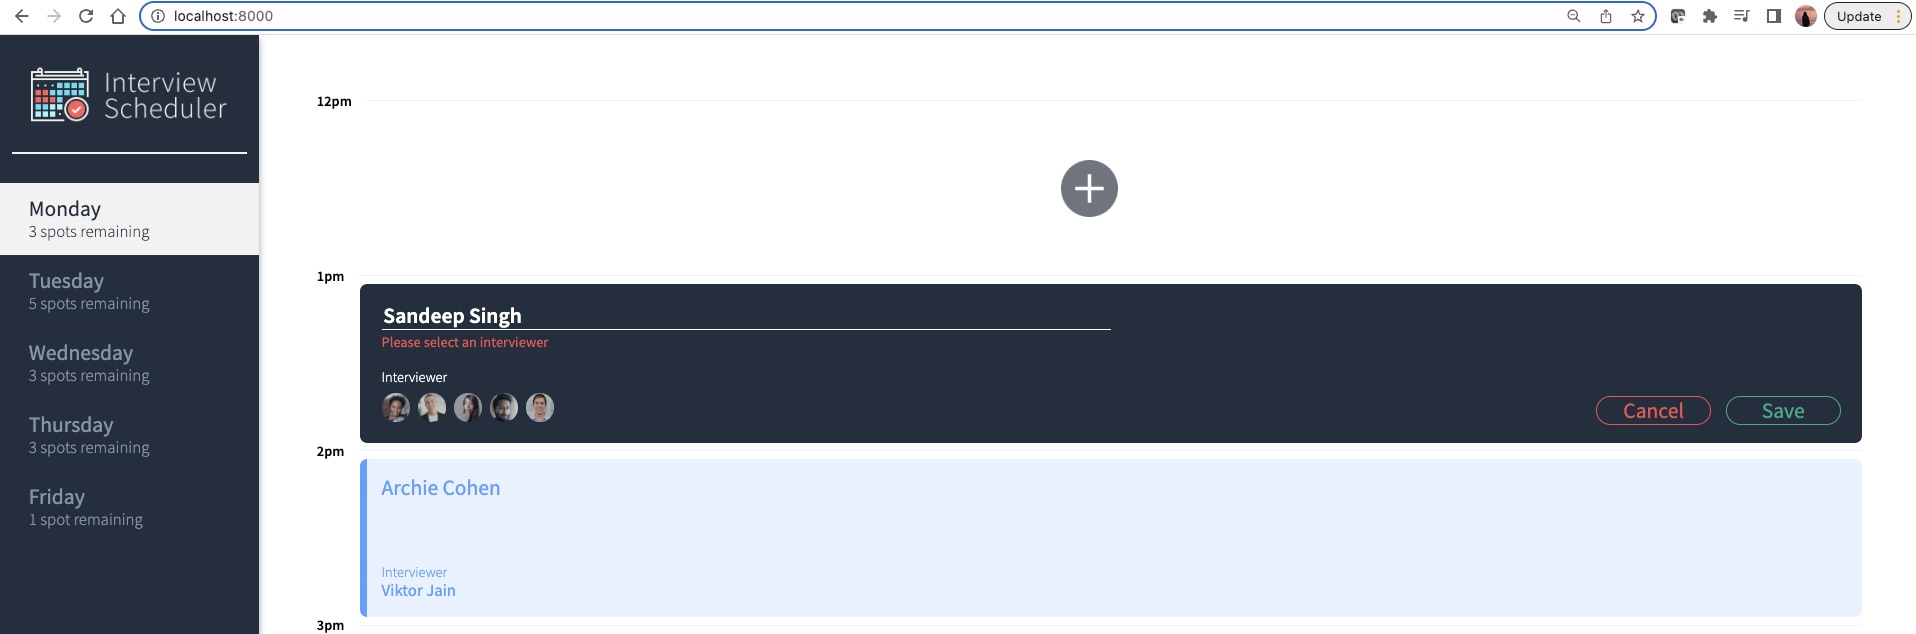 localhost:8000
Update
Interview
Scheduler
Monday
3 spots remaining
Tuesday
5 spots remaining
Wednesday
3 spots remaining
Thursday
3 spots remaining
Friday
1 spot remaining
12pm
1pm
Sandeep Singh
Please select an interviewer
Interviewer
Cancel
Save
2pm
Archie Cohen
Interviewer
Viktor Jain
3pm